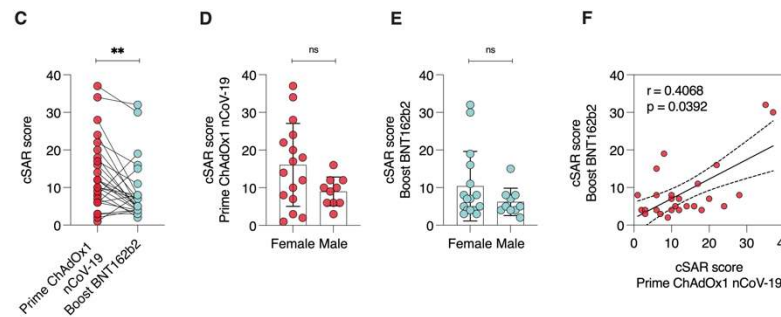 C
**
cSAR score
40
30
20
10
0
Prime ChAdOx1
nCoV-19
Boost BNT162b2
D
ns
cSAR score
Prime ChAdOx1 nCoV-19
40
30
20
10
0
Female Male
E
ns
cSAR score
Boost BNT162b2
40
30
20
10
0
Female Male
F
r = 0.4068
p = 0.0392
cSAR score
Boost BNT162b2
40
30
20
10
0
0 10 20 30 40
cSAR score
Prime ChAdOx1 nCoV-19